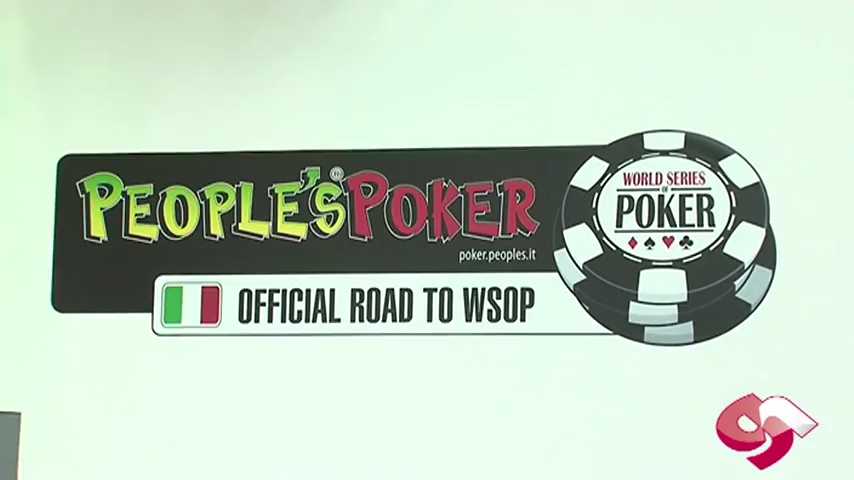 PEOPLE'S POKER®
poker.peoples.it
OFFICIAL ROAD TO WSOP
WORLD SERIES
OF
POKER